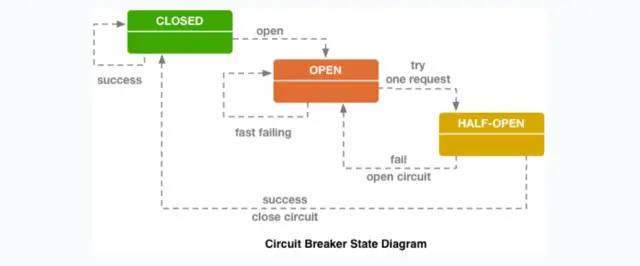 CLOSED
open
success
OPEN
try
one request
fast failing
HALF-OPEN
fail
open circuit
success
close circuit
Circuit Breaker State Diagram